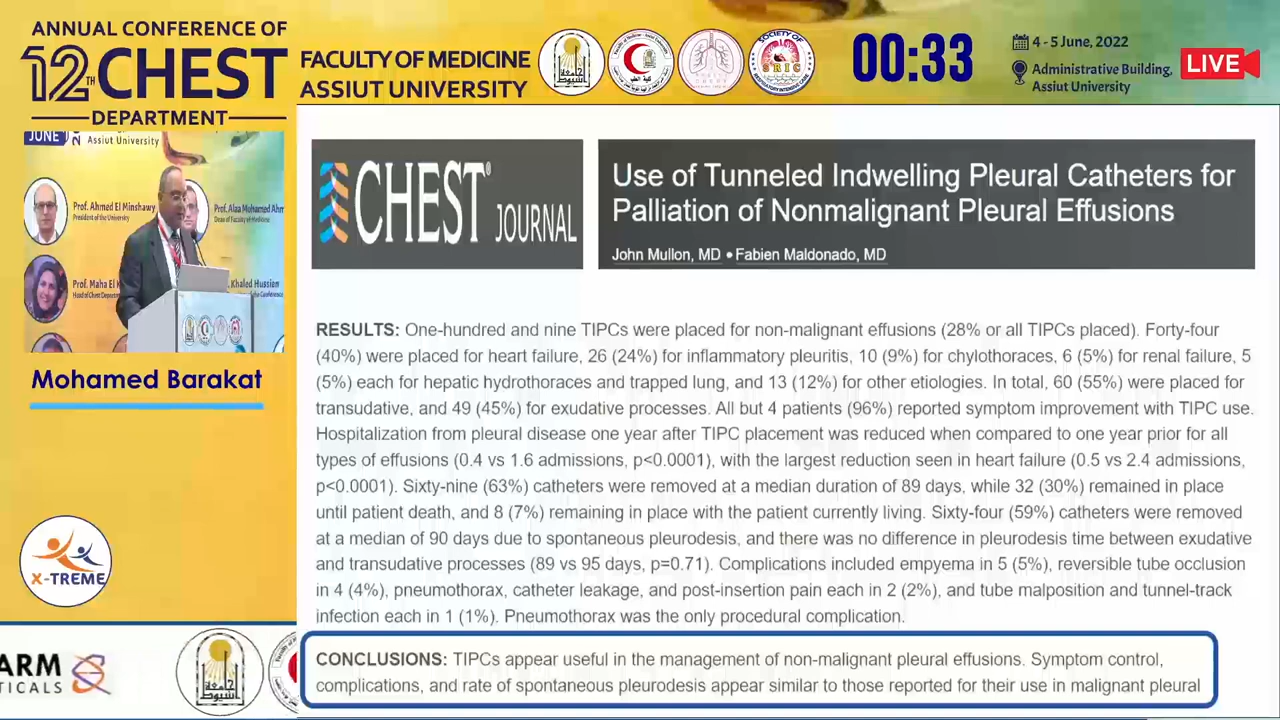 ANNUAL CONFERENCE OF
12TH CHEST
DEPARTMENT
FACULTY OF MEDICINE
ASSIUT UNIVERSITY
00:33
4 - 5 June, 2022
Administrative Building,
Assiut University
LIVE
JUNE
Assiut University
Prof. Ahmed El Minshawy
President of the University
Prof. Alaa Mohamed
Dean of Faculty of Medicine
Prof. Maha El
Khaled Hussien
Mohamed Barakat
X-TREME
ARM
TICALS
CHEST® JOURNAL
Use of Tunneled Indwelling Pleural Catheters for
Palliation of Nonmalignant Pleural Effusions
John Mullon, MD • Fabien Maldonado, MD
RESULTS: One-hundred and nine TIPCs were placed for non-malignant effusions (28% or all TIPCs placed). Forty-four
(40%) were placed for heart failure, 26 (24%) for inflammatory pleuritis, 10 (9%) for chylothoraces, 6 (5%) for renal failure, 5
(5%) each for hepatic hydrothoraces and trapped lung, and 13 (12%) for other etiologies. In total, 60 (55%) were placed for
transudative, and 49 (45%) for exudative processes. All but 4 patients (96%) reported symptom improvement with TIPC use.
Hospitalization from pleural disease one year after TIPC placement was reduced when compared to one year prior for all
types of effusions (0.4 vs 1.6 admissions, p<0.0001), with the largest reduction seen in heart failure (0.5 vs 2.4 admissions,
p<0.0001). Sixty-nine (63%) catheters were removed at a median duration of 89 days, while 32 (30%) remained in place
until patient death, and 8 (7%) remaining in place with the patient currently living. Sixty-four (59%) catheters were removed
at a median of 90 days due to spontaneous pleurodesis, and there was no difference in pleurodesis time between exudative
and transudative processes (89 vs 95 days, p=0.71). Complications included empyema in 5 (5%), reversible tube occlusion
in 4 (4%), pneumothorax, catheter leakage, and post-insertion pain each in 2 (2%), and tube malposition and tunnel-track
infection each in 1 (1%). Pneumothorax was the only procedural complication.
CONCLUSIONS: TIPCs appear useful in the management of non-malignant pleural effusions. Symptom control,
complications, and rate of spontaneous pleurodesis appear similar to those reported for their use in malignant pleural